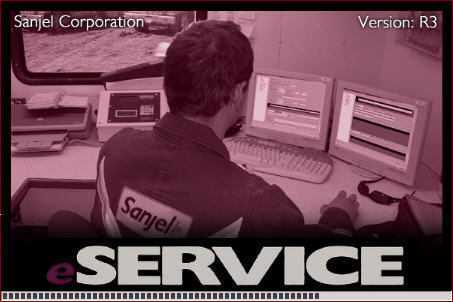 Sanjel Corporation
Version: R3
Sanjel
eSERVICE